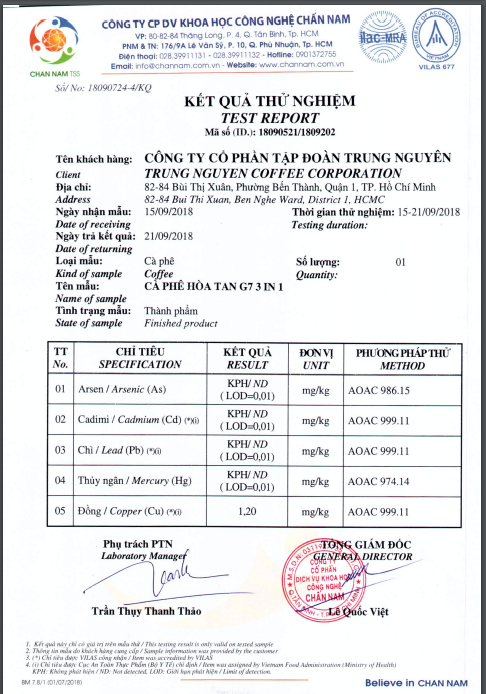 CHAN NAM TSS
CÔNG TY CP DV KHOA HỌC CÔNG NGHỆ CHẤN NAM
VP: 80-82-84 Thăng Long, P. 4, Q. Tân Bình, Tp. HCM
PNM & TN: 176/9A Lê Văn Sỹ, P. 10, Q. Phú Nhuận, Tp. HCM
Điện thoại: 028.39911131 - 028.39911132 - Hotline: 0901372755
Email: info@channam.com.vn - Website: www.channam.com.vn
ilac-MRA
BUREAU OF ACCREDITATION
VILAS 677
Số/ No: 18090724-4/KQ
KẾT QUẢ THỬ NGHIỆM
TEST REPORT
Mã số (ID.): 18090521/1809202
Tên khách hàng: CÔNG TY CỔ PHẦN TẬP ĐOÀN TRUNG NGUYÊN
Client TRUNG NGUYEN COFFEE CORPORATION
Địa chỉ: 82-84 Bùi Thị Xuân, Phường Bến Thành, Quận 1, TP. Hồ Chí Minh
Address 82-84 Bui Thi Xuan, Ben Nghe Ward, District 1, HCMC
Ngày nhận mẫu: 15/09/2018 Thời gian thử nghiệm: 15-21/09/2018
Date of receiving Testing duration:
Ngày trả kết quả: 21/09/2018
Date of returning
Loại mẫu: Cà phê Số lượng: 01
Kind of sample Coffee Quantity:
Tên mẫu: CÀ PHÊ HÒA TAN G7 3 IN 1
Name of sample
Tình trạng mẫu: Thành phẩm
State of sample Finished product
TT CHỈ TIÊU KẾT QUẢ ĐƠN VỊ PHƯƠNG PHÁP THỬ
No. SPECIFICATION RESULT UNIT METHOD
01 Arsen / Arsenic (As) KPH/ ND (LOD=0,01) mg/kg AOAC 986.15
02 Cadimi / Cadmium (Cd) (*)(i) KPH/ ND (LOD=0,01) mg/kg AOAC 999.11
03 Chì / Lead (Pb) (*)(i) KPH/ ND (LOD=0,01) mg/kg AOAC 999.11
04 Thủy ngân / Mercury (Hg) KPH/ ND (LOD=0,01) mg/kg AOAC 974.14
05 Đồng / Copper (Cu) (*)(i) 1,20 mg/kg AOAC 999.11
Phụ trách PTN TỔNG GIÁM ĐỐC
Laboratory Manager GENERAL DIRECTOR
CÔNG TY
CỔ PHẦN
DỊCH VỤ KHOA HỌC
CÔNG NGHỆ
CHẤN NAM
Trần Thụy Thanh Thảo Lê Quốc Việt
1. Kết quả này chỉ có giá trị trên mẫu thử / This testing result is only valid on tested sample
2. Thông tin mẫu do khách hàng cung cấp / Sample information was provided by the customer
3. (*) Chỉ tiêu được VILAS công nhận / Item was accredited by VILAS
4. (i) Chỉ tiêu được Cục An Toàn Thực Phẩm (Bộ Y Tế) chỉ định / Item was assigned by Vietnam Food Administration (Ministry of Health)
KPH: Không phát hiện / ND: Not detected, LOD: Giới hạn phát hiện / Limit of detection.
BM 7.8/1 (01/07/2018)
Believe in CHAN NAM